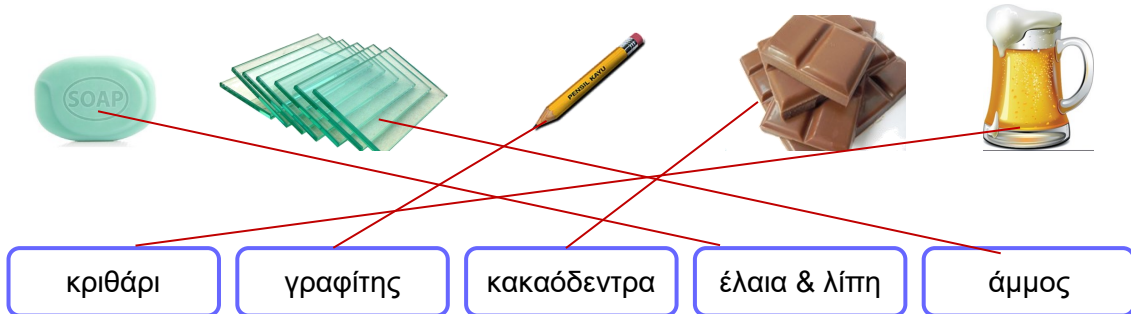 SOAP
PENSIL KAYU
κριθάρι
γραφίτης
κακαόδεντρα
έλαια & λίπη
άμμος